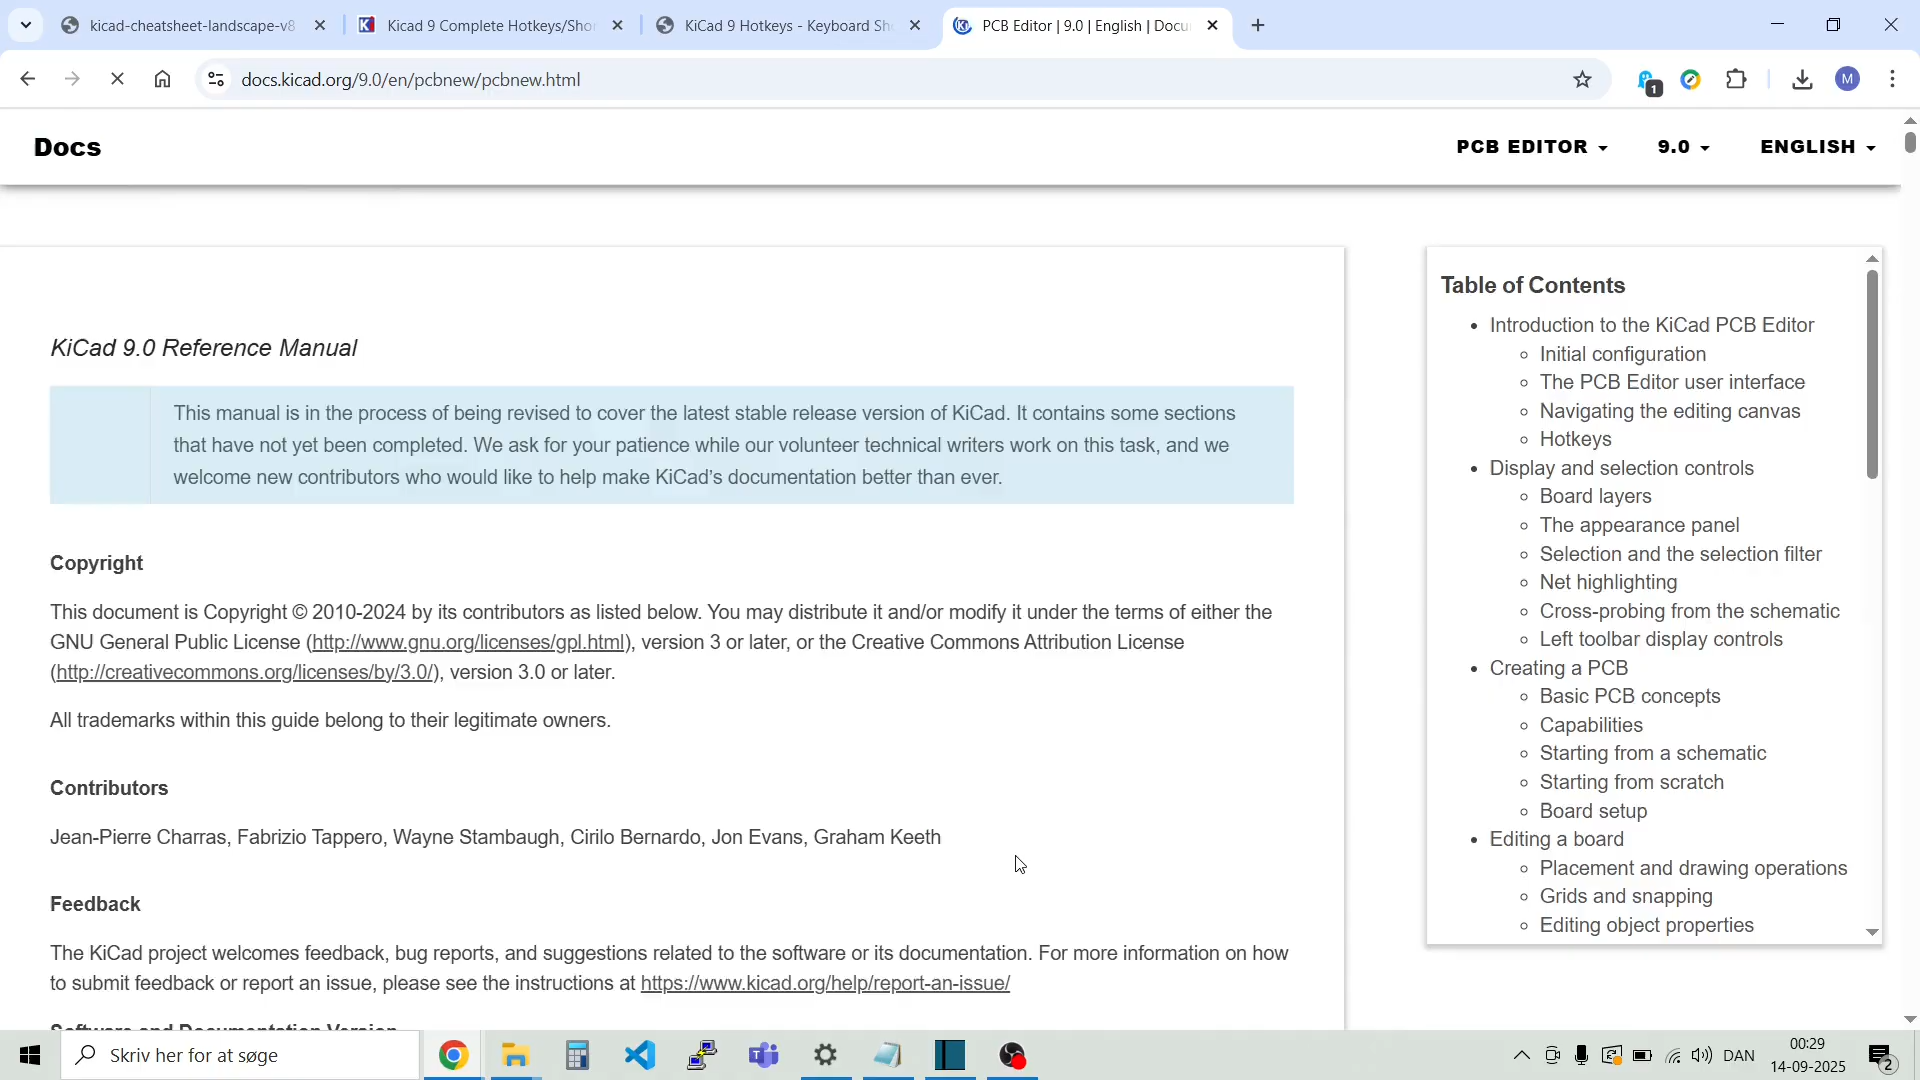 kicad-cheatsheet-landscape-v8
Kicad 9 Complete Hotkeys/Shor
KiCad 9 Hotkeys - Keyboard Sho
PCB Editor | 9.0 | English | Docu
docs.kicad.org/9.0/en/pcbnew/pcbnew.html
1
M
Docs
PCB EDITOR
9.0
ENGLISH
KiCad 9.0 Reference Manual
This manual is in the process of being revised to cover the latest stable release version of KiCad. It contains some sections
that have not yet been completed. We ask for your patience while our volunteer technical writers work on this task, and we
welcome new contributors who would like to help make KiCad’s documentation better than ever.
Copyright
This document is Copyright © 2010-2024 by its contributors as listed below. You may distribute it and/or modify it under the terms of either the
GNU General Public License (http://www.gnu.org/licenses/gpl.html), version 3 or later, or the Creative Commons Attribution License
(http://creativecommons.org/licenses/by/3.0/), version 3.0 or later.
All trademarks within this guide belong to their legitimate owners.
Contributors
Jean-Pierre Charras, Fabrizio Tappero, Wayne Stambaugh, Cirilo Bernardo, Jon Evans, Graham Keeth
Feedback
The KiCad project welcomes feedback, bug reports, and suggestions related to the software or its documentation. For more information on how
to submit feedback or report an issue, please see the instructions at https://www.kicad.org/help/report-an-issue/
Software and Documentation Version
Table of Contents
Introduction to the KiCad PCB Editor
Initial configuration
The PCB Editor user interface
Navigating the editing canvas
Hotkeys
Display and selection controls
Board layers
The appearance panel
Selection and the selection filter
Net highlighting
Cross-probing from the schematic
Left toolbar display controls
Creating a PCB
Basic PCB concepts
Capabilities
Starting from a schematic
Starting from scratch
Board setup
Editing a board
Placement and drawing operations
Grids and snapping
Editing object properties
Skriv her for at søge
DAN
00:29
14-09-2025
2